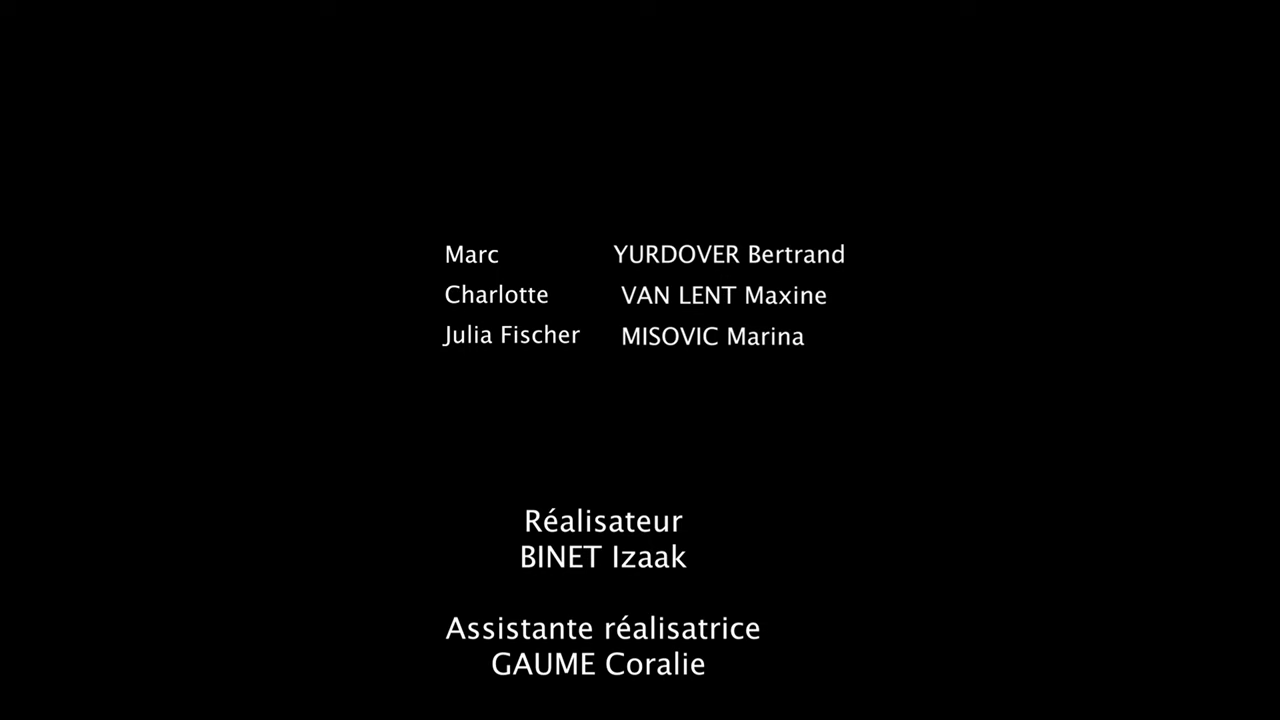 Marc YURDOVER Bertrand
Charlotte VAN LENT Maxine
Julia Fischer MISOVIC Marina
Réalisateur
BINET Izaak
Assistante réalisatrice
GAUME Coralie